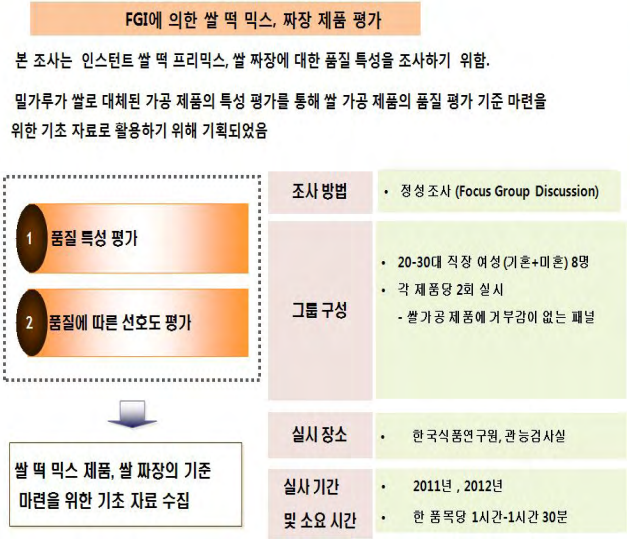 FGI에 의한 쌀 떡 믹스, 짜장 제품 평가
본 조사는 인스턴트 쌀 떡 프리믹스, 쌀 짜장에 대한 품질 특성을 조사하기 위함.
밀가루가 쌀로 대체된 가공 제품의 특성 평가를 통해 쌀 가공 제품의 품질 평가 기준 마련을
위한 기초 자료로 활용하기 위해 기획되었음
1 품질 특성 평가
2 품질에 따른 선호도 평가
쌀 떡 믹스 제품, 쌀 짜장의 기준
마련을 위한 기초 자료 수집
조사 방법
• 정성조사 (Focus Group Discussion)
그룹 구성
• 20-30대 직장 여성(기혼+미혼) 8명
• 각 제품당 2회 실시
- 쌀가공 제품에 거부감이 없는 패널
실시 장소
• 한국식품연구원, 관능검사실
실사 기간
및 소요 시간
• 2011년 , 2012년
• 한 품목당 1시간-1시간 30분